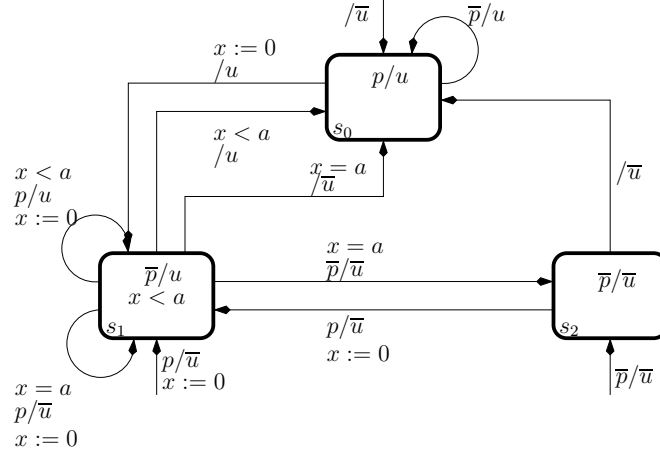 /u̅
p̅/u
x := 0
/u
p/u
s₀
x < a
/u
x = a
/u̅
/u̅
x < a
p/u
x := 0
p̅/u
x < a
s₁
x = a
p̅/u̅
p̅/u̅
s₂
p/u̅
x := 0
p/u̅
x := 0
p̅/u̅
x = a
p/u̅
x := 0